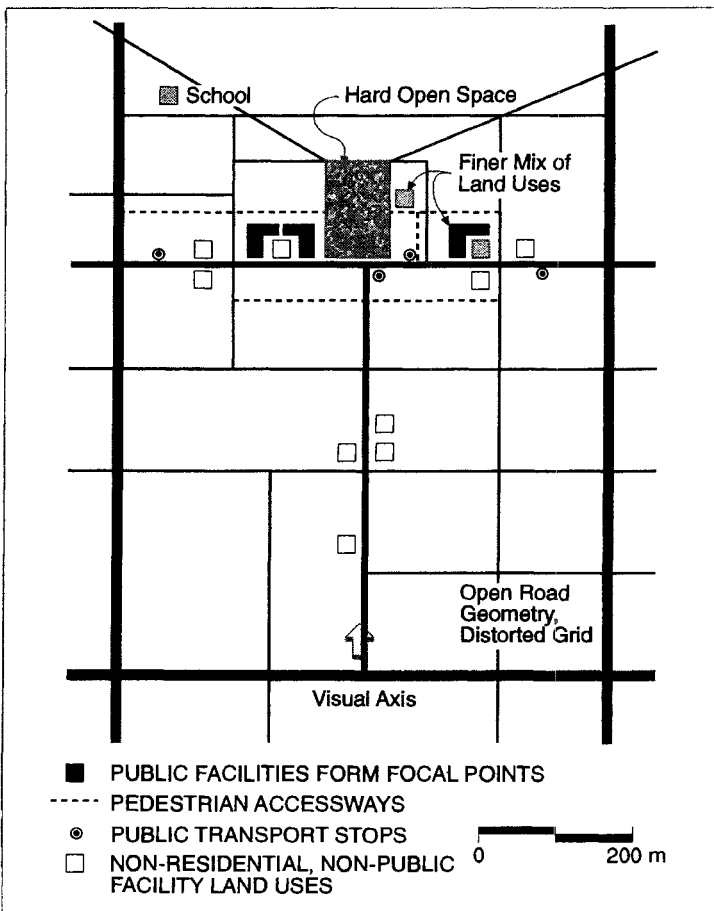 School
Hard Open Space
Finer Mix of
Land Uses
Open Road
Geometry,
Distorted Grid
Visual Axis
PUBLIC FACILITIES FORM FOCAL POINTS
PEDESTRIAN ACCESSWAYS
PUBLIC TRANSPORT STOPS
NON-RESIDENTIAL, NON-PUBLIC
FACILITY LAND USES
0 200 m